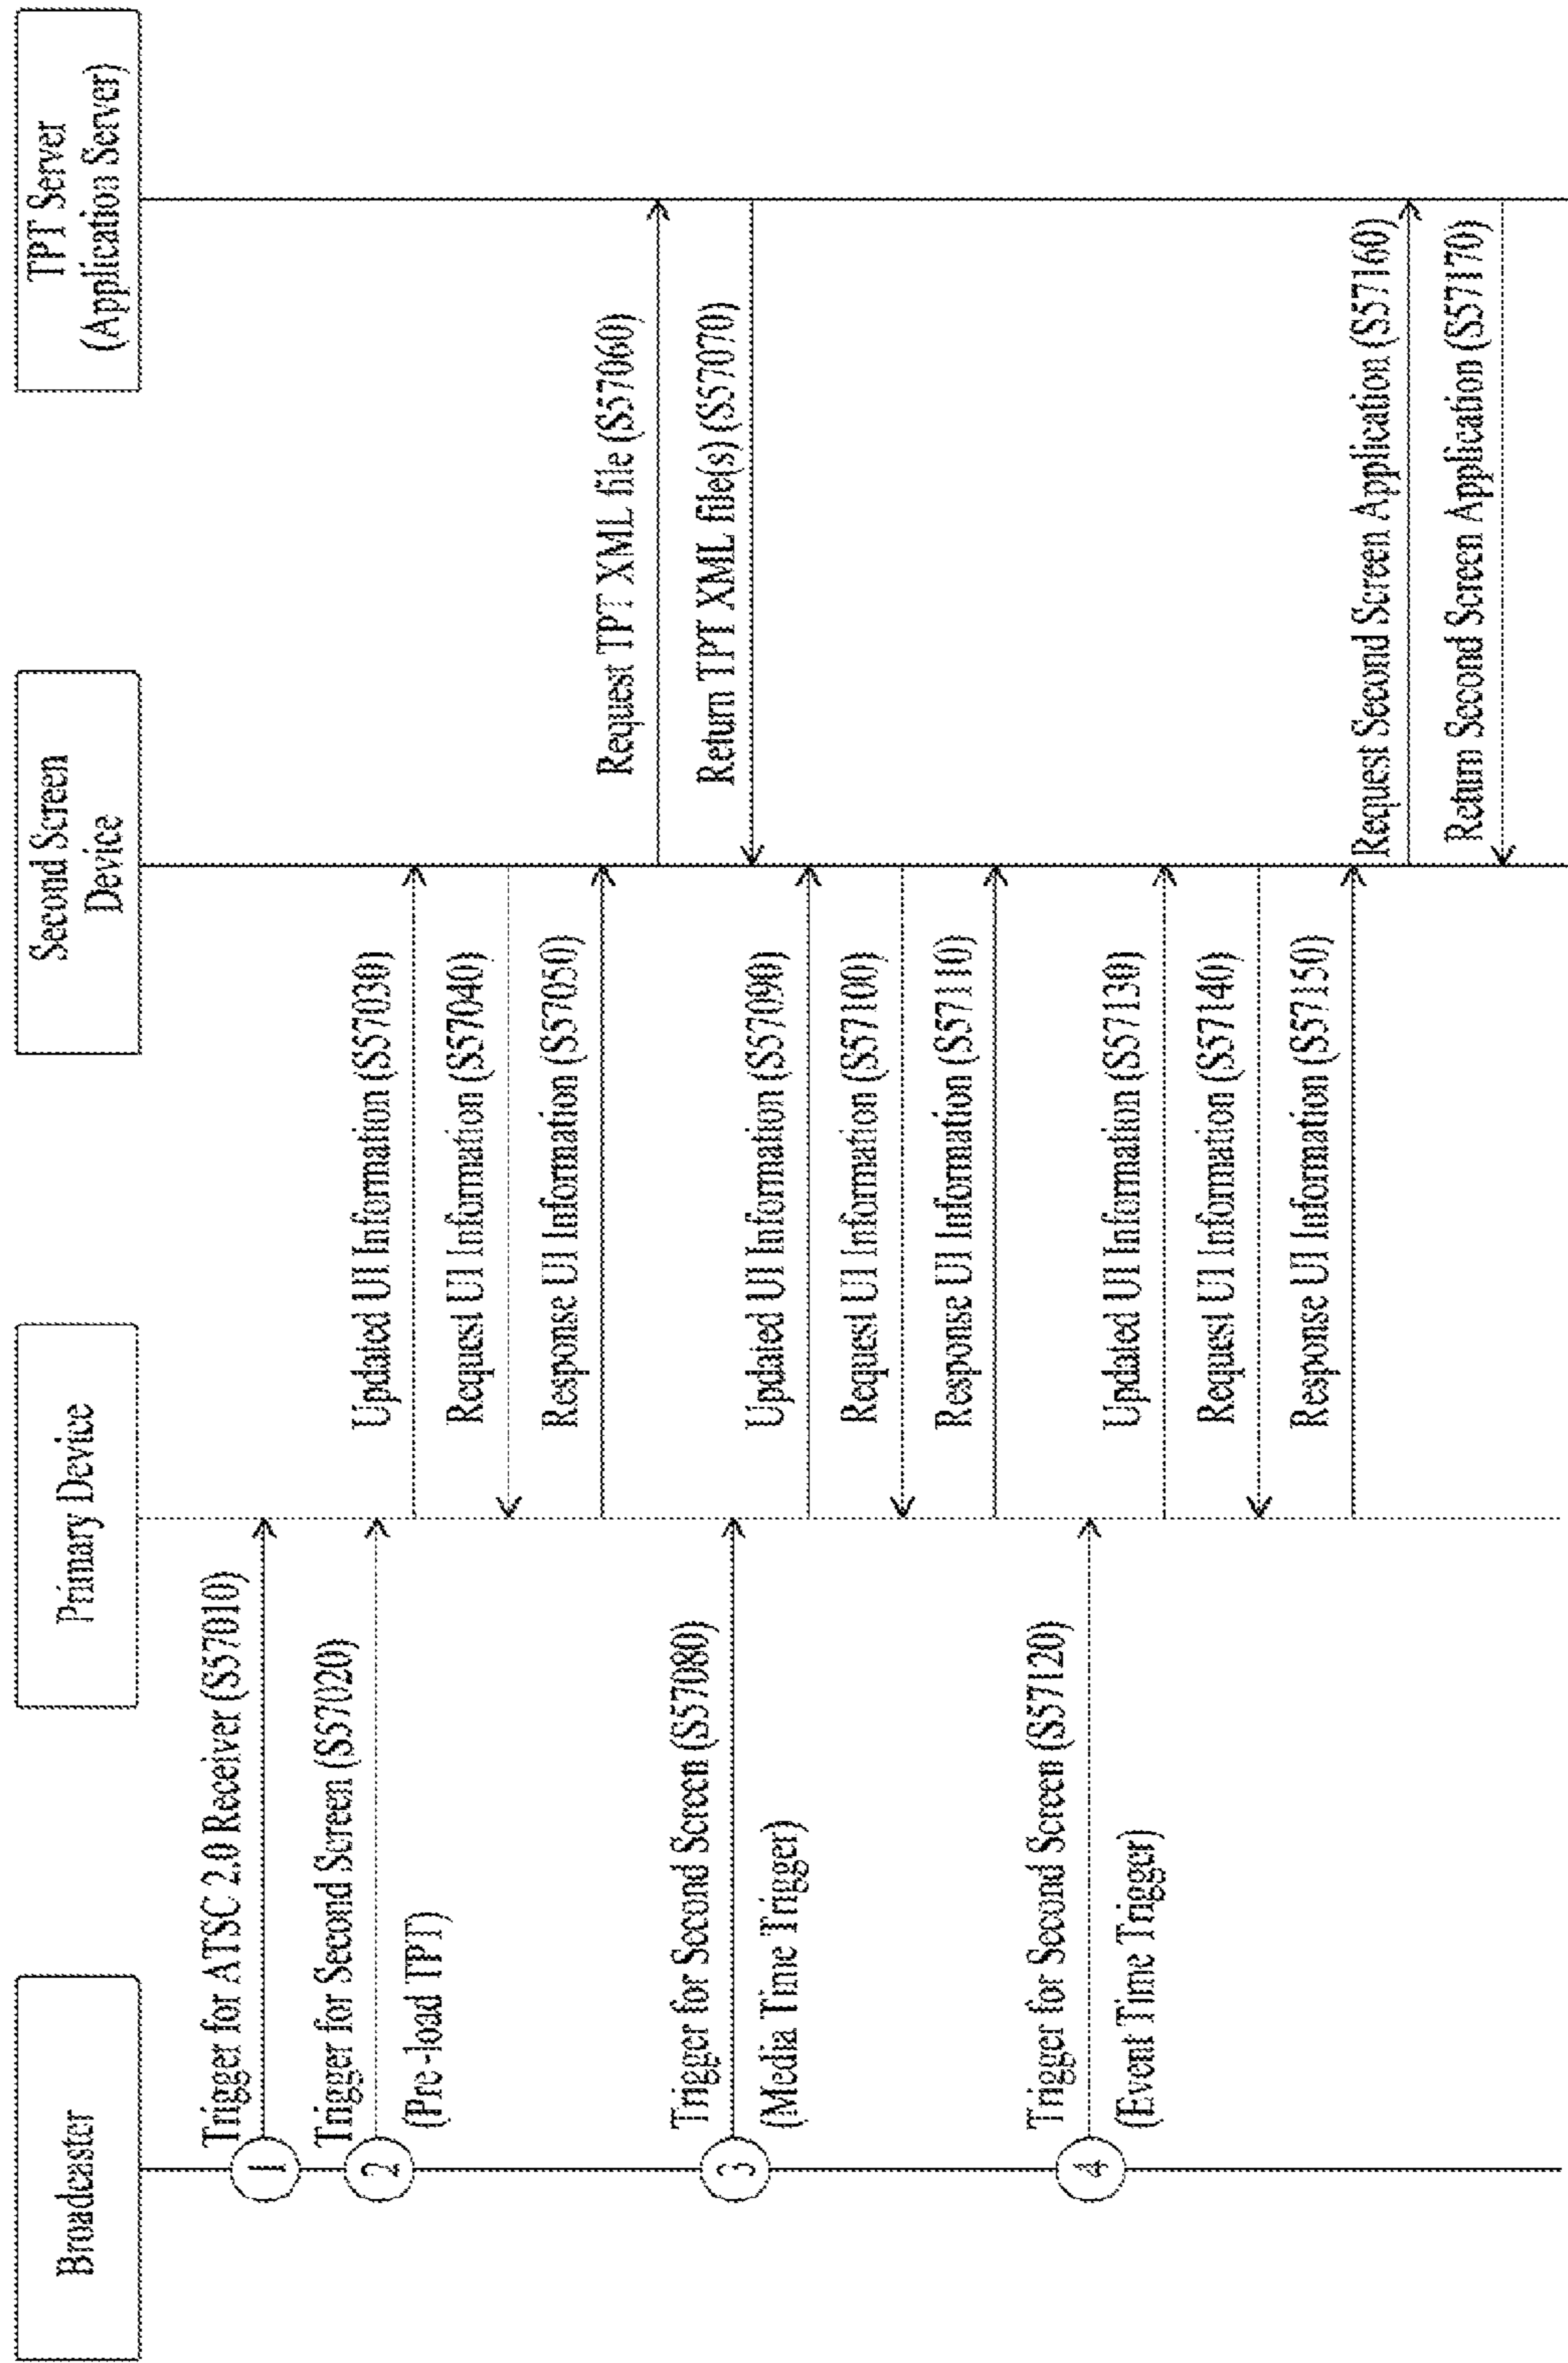 Broadcaster
Primary Device
Second Screen
Device
TPT Server
(Application Server)
1
Trigger for ATSC 2.0 Receiver (S57010)
2
Trigger for Second Screen (S57020)
(Pre-load TPT)
Updated UI Information (S57030)
Request UI Information (S57040)
Response UI Information (S57050)
Request TPT XML file (S57060)
Return TPT XML file(s) (S57070)
3
Trigger for Second Screen (S57080)
(Media Time Trigger)
Updated UI Information (S57090)
Request UI Information (S57100)
Response UI Information (S57110)
4
Trigger for Second Screen (S57120)
(Event Time Trigger)
Updated UI Information (S57130)
Request UI Information (S57140)
Response UI Information (S57150)
Request Second Screen Application (S57160)
Return Second Screen Application (S57170)